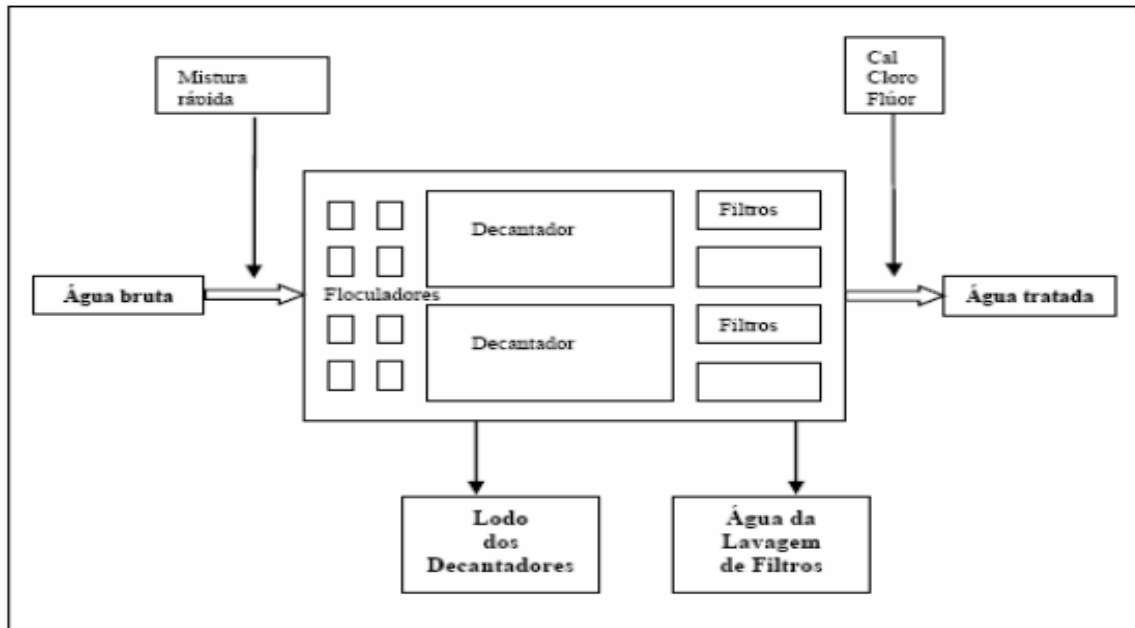 Mistura
rápida
Cal
Cloro
Flúor
Filtros
Decantador
Água bruta
Floculadores
Água tratada
Filtros
Decantador
Lodo
dos
Decantadores
Água da
Lavagem
de Filtros